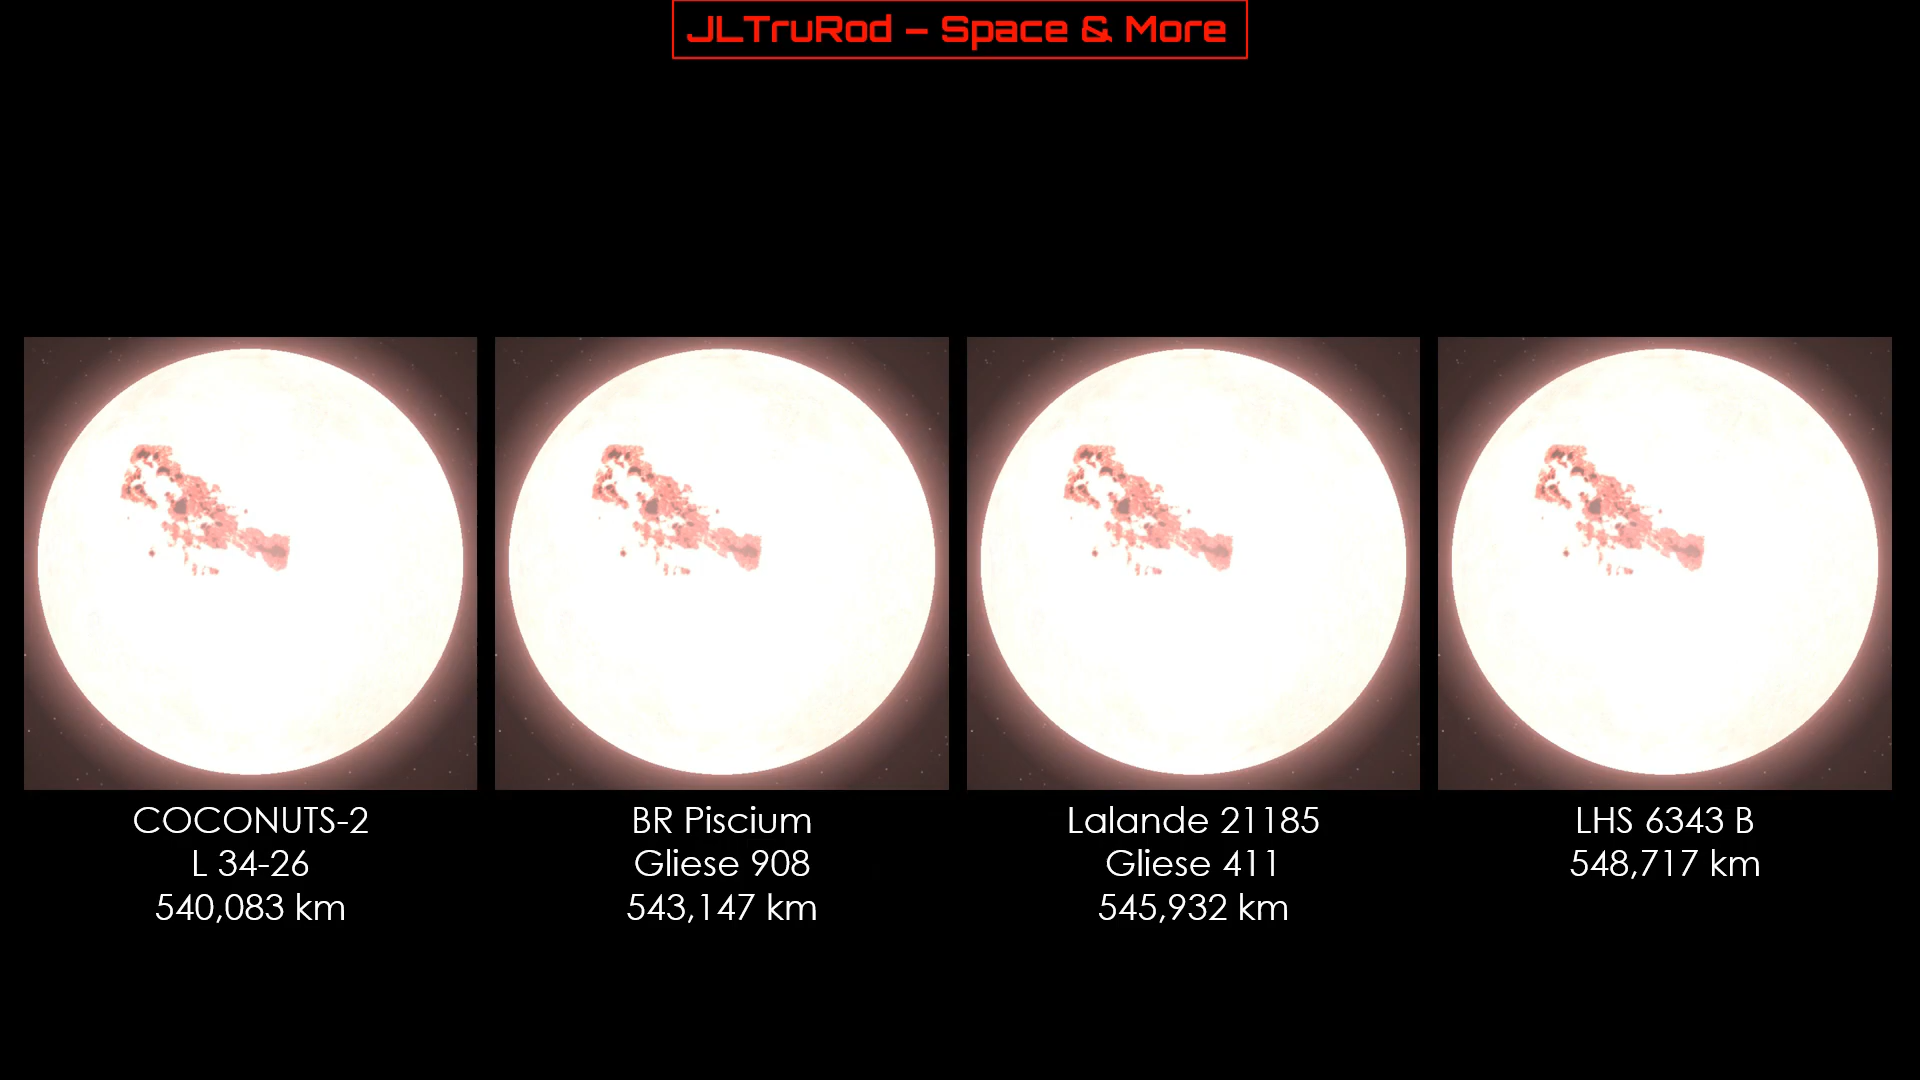 JLTruRod – Space & More
COCONUTS-2
L 34-26
540,083 km
BR Piscium
Gliese 908
543,147 km
Lalande 21185
Gliese 411
545,932 km
LHS 6343 B
548,717 km